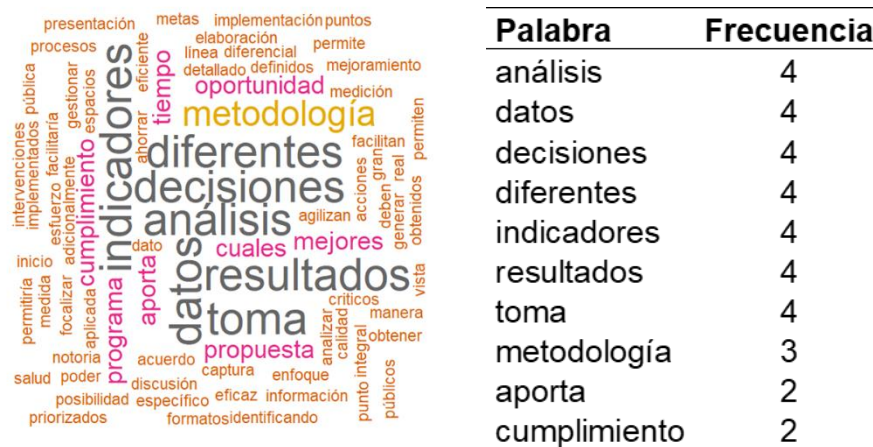 presentación metas implementación puntos
procesos elaboración permite
línea diferencial
detallado definidos mejoramiento
eficiente
tiempo
oportunidad
medición
pública
gestionar
espacios
indicadores
metodología
ahorrar
facilitan
permiten
intervenciones
implementados
facilitaría
esfuerzo
adicionalmente
cumplimiento
diferentes
decisiones
análisis
agilizan
acciones
deben
gran
generar
real
obtenidos
dato
datos
cuales mejores
inicio
permitiría
medida
focalizar
aplicada
programa
aporta
resultados
vista
toma
criticos
manera
analizar
calidad
obtener
notoria
acuerdo
propuesta
salud poder
captura
enfoque
punto integral
públicos
discusión
posibilidad específico eficaz información
priorizados formatos identificando
Palabra Frecuencia
análisis 4
datos 4
decisiones 4
diferentes 4
indicadores 4
resultados 4
toma 4
metodología 3
aporta 2
cumplimiento 2